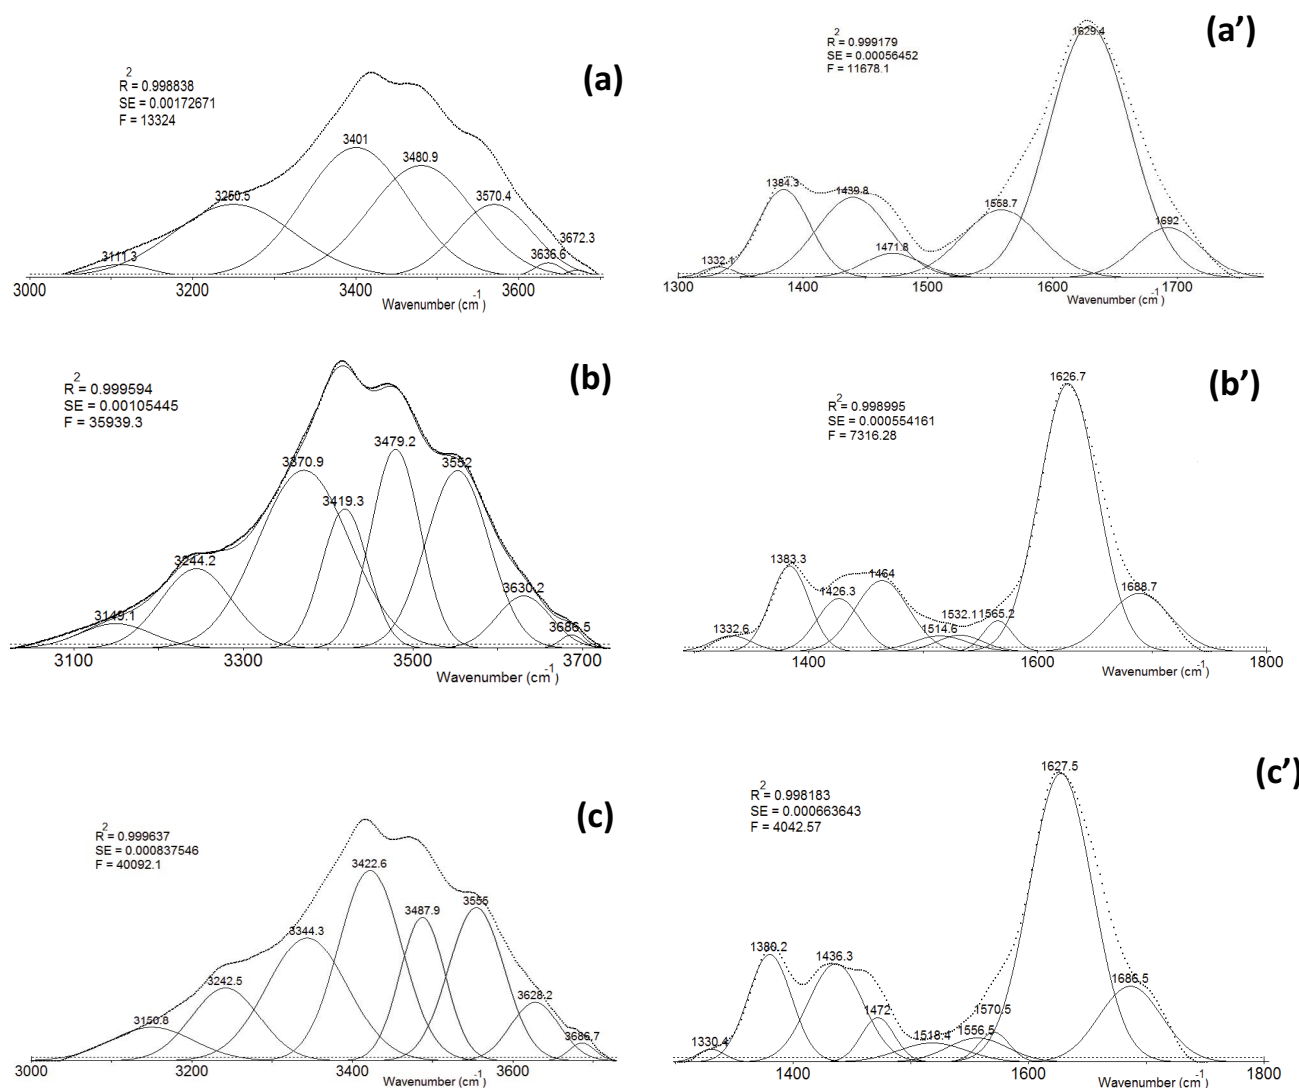 (a)
2
R = 0.998838
SE = 0.00172671
F = 13324
3111.3
3250.5
3401
3480.9
3570.4
3636.6
3672.3
3000 3200 3400 3600
Wavenumber (cm-1)
(a')
2
R = 0.999179
SE = 0.00056452
F = 11678.1
1332.1
1384.3
1439.8
1471.8
1558.7
1629.4
1692
1300 1400 1500 1600 1700
Wavenumber (cm-1)
(b)
2
R = 0.999594
SE = 0.00105445
F = 35939.3
3149.1
3244.2
3370.9
3419.3
3479.2
3552
3630.2
3686.5
3100 3300 3500 3700
Wavenumber (cm-1)
(b')
R2 = 0.998995
SE = 0.000554161
F = 7316.28
1332.6
1383.3
1426.3
1464
1514.6
1532.1
1565.2
1626.7
1688.7
1400 1600 1800
Wavenumber (cm-1)
(c)
R2 = 0.999637
SE = 0.000837546
F = 40092.1
3150.8
3242.5
3344.3
3422.6
3487.9
3555
3628.2
3686.7
3000 3200 3400 3600
Wavenumber (cm-1)
(c')
R2 = 0.998183
SE = 0.000663643
F = 4042.57
1330.4
1380.2
1436.3
1472
1518.4
1556.5
1570.5
1627.5
1686.5
1400 1600 1800
Wavenumber (cm-1)